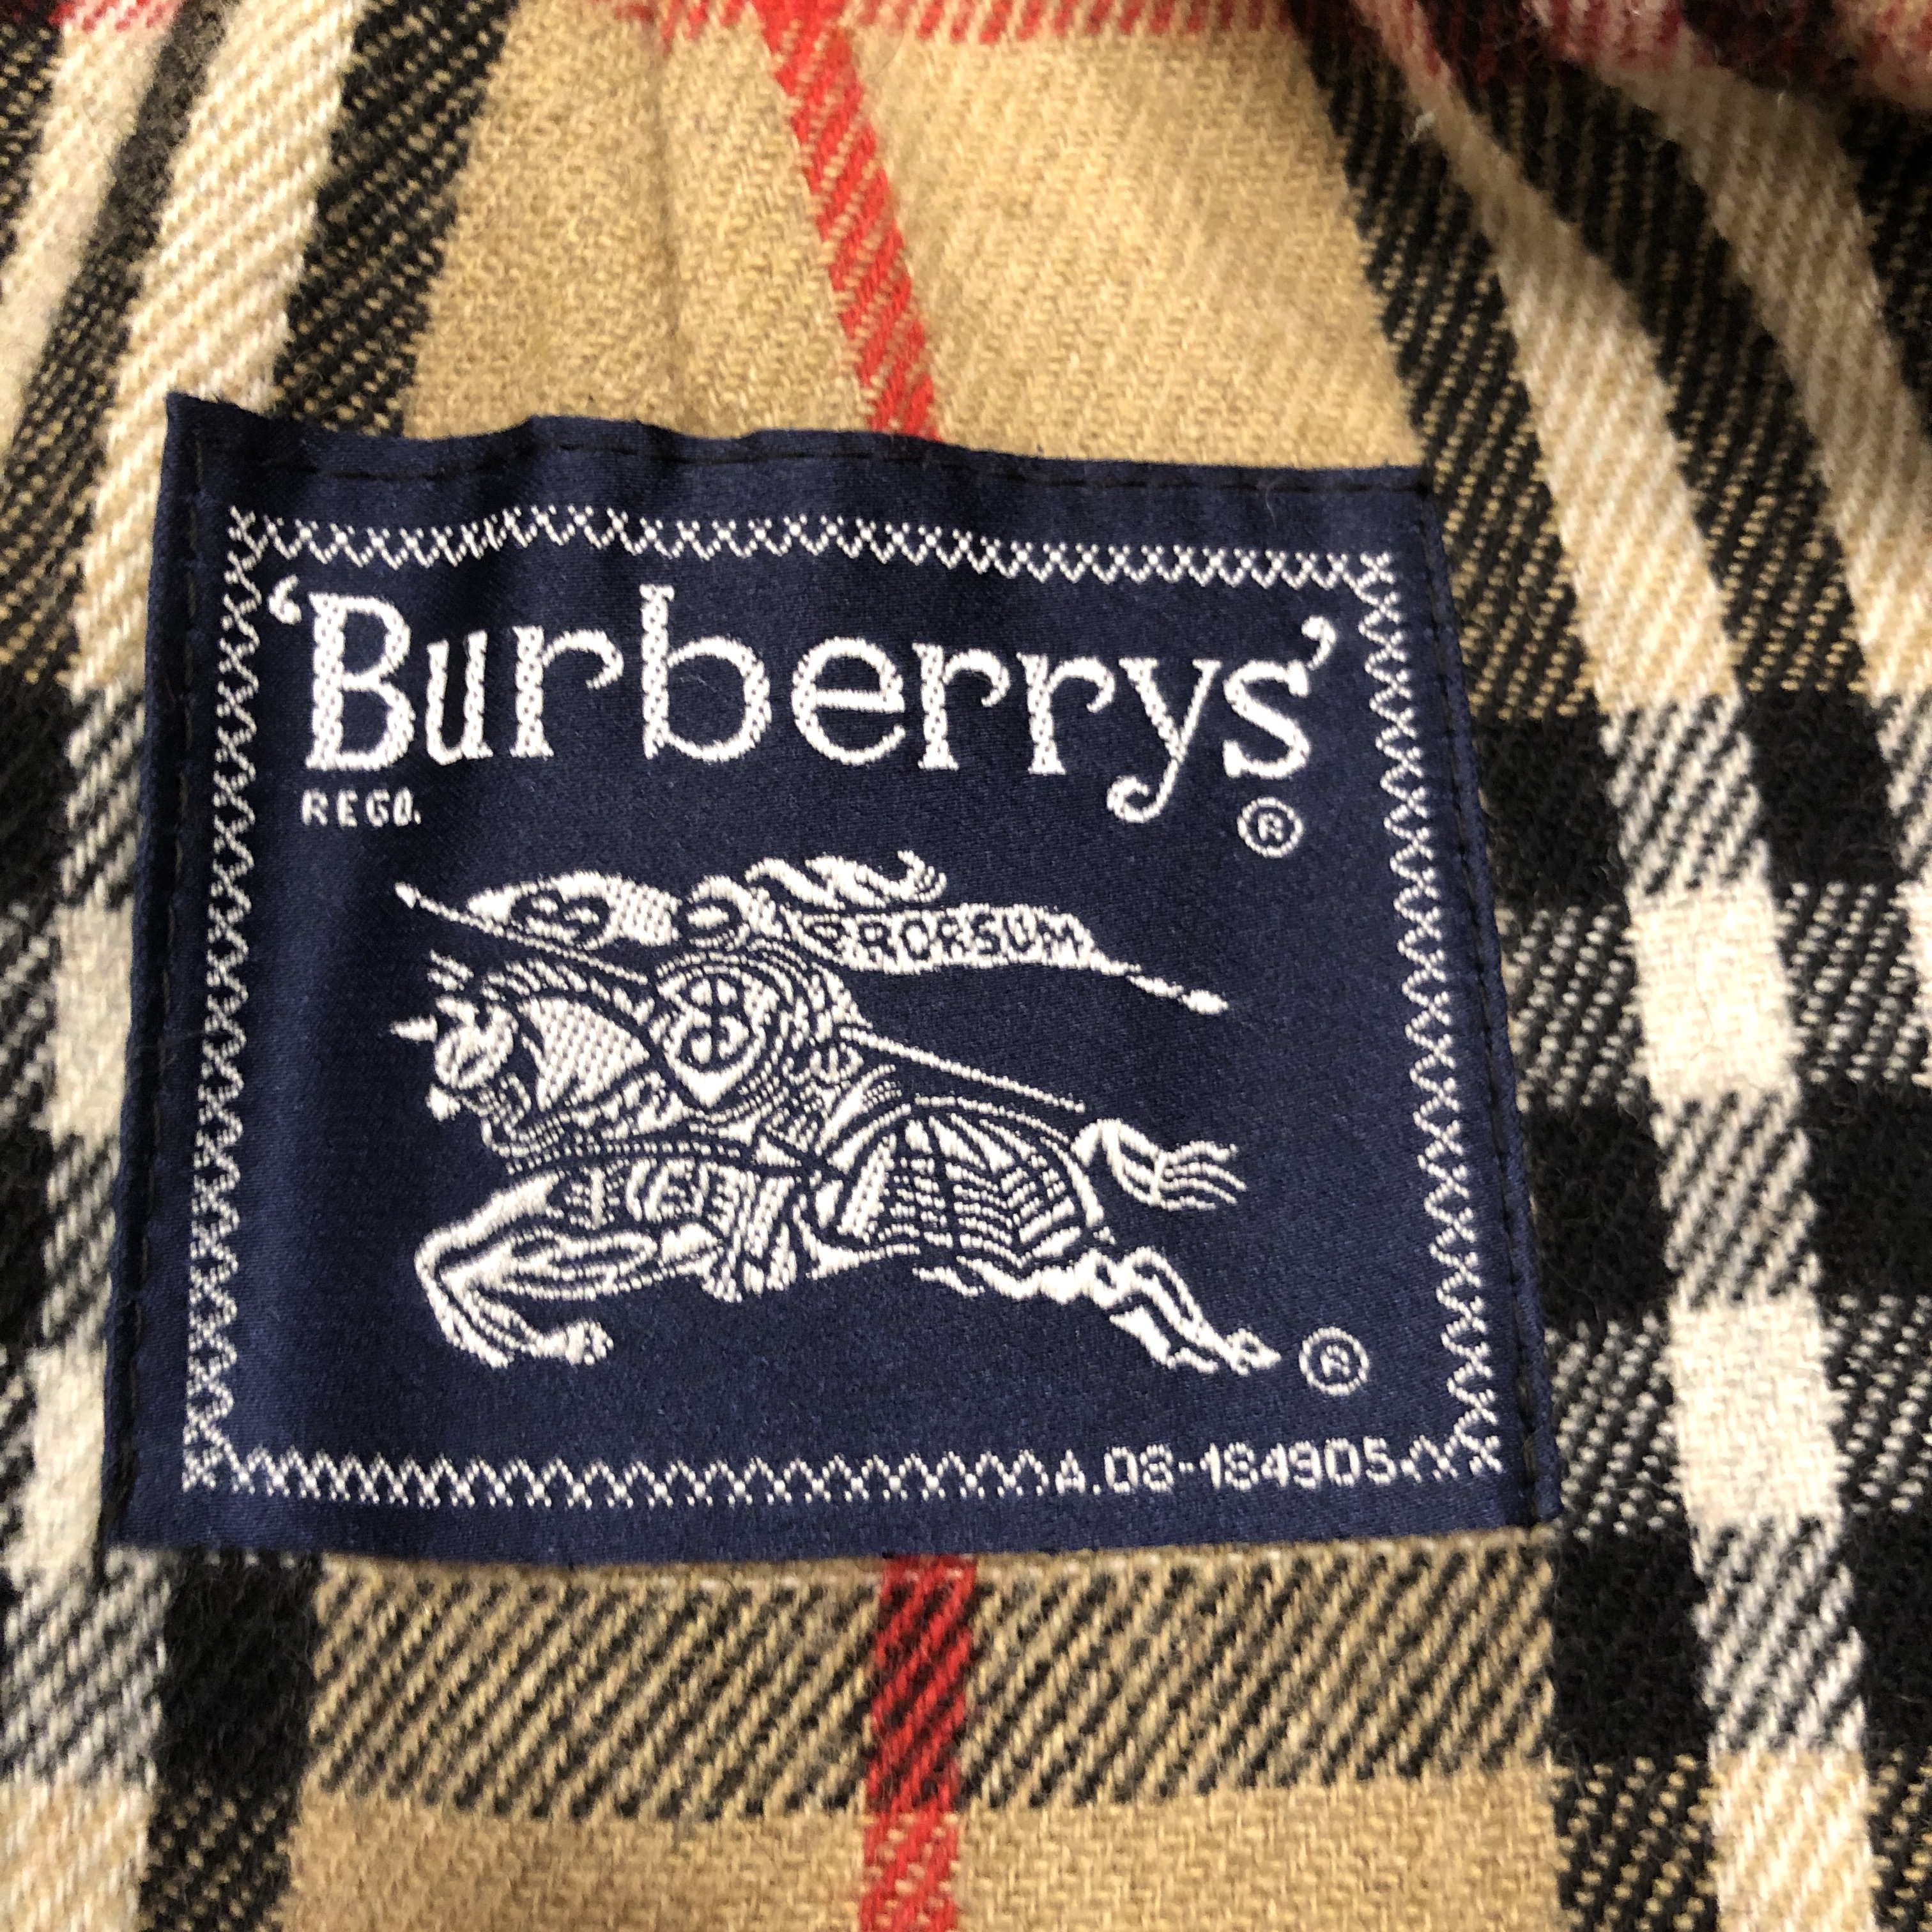 ‘Burberrys’
REGD.
®
PRORSUM
®
A.08-184905